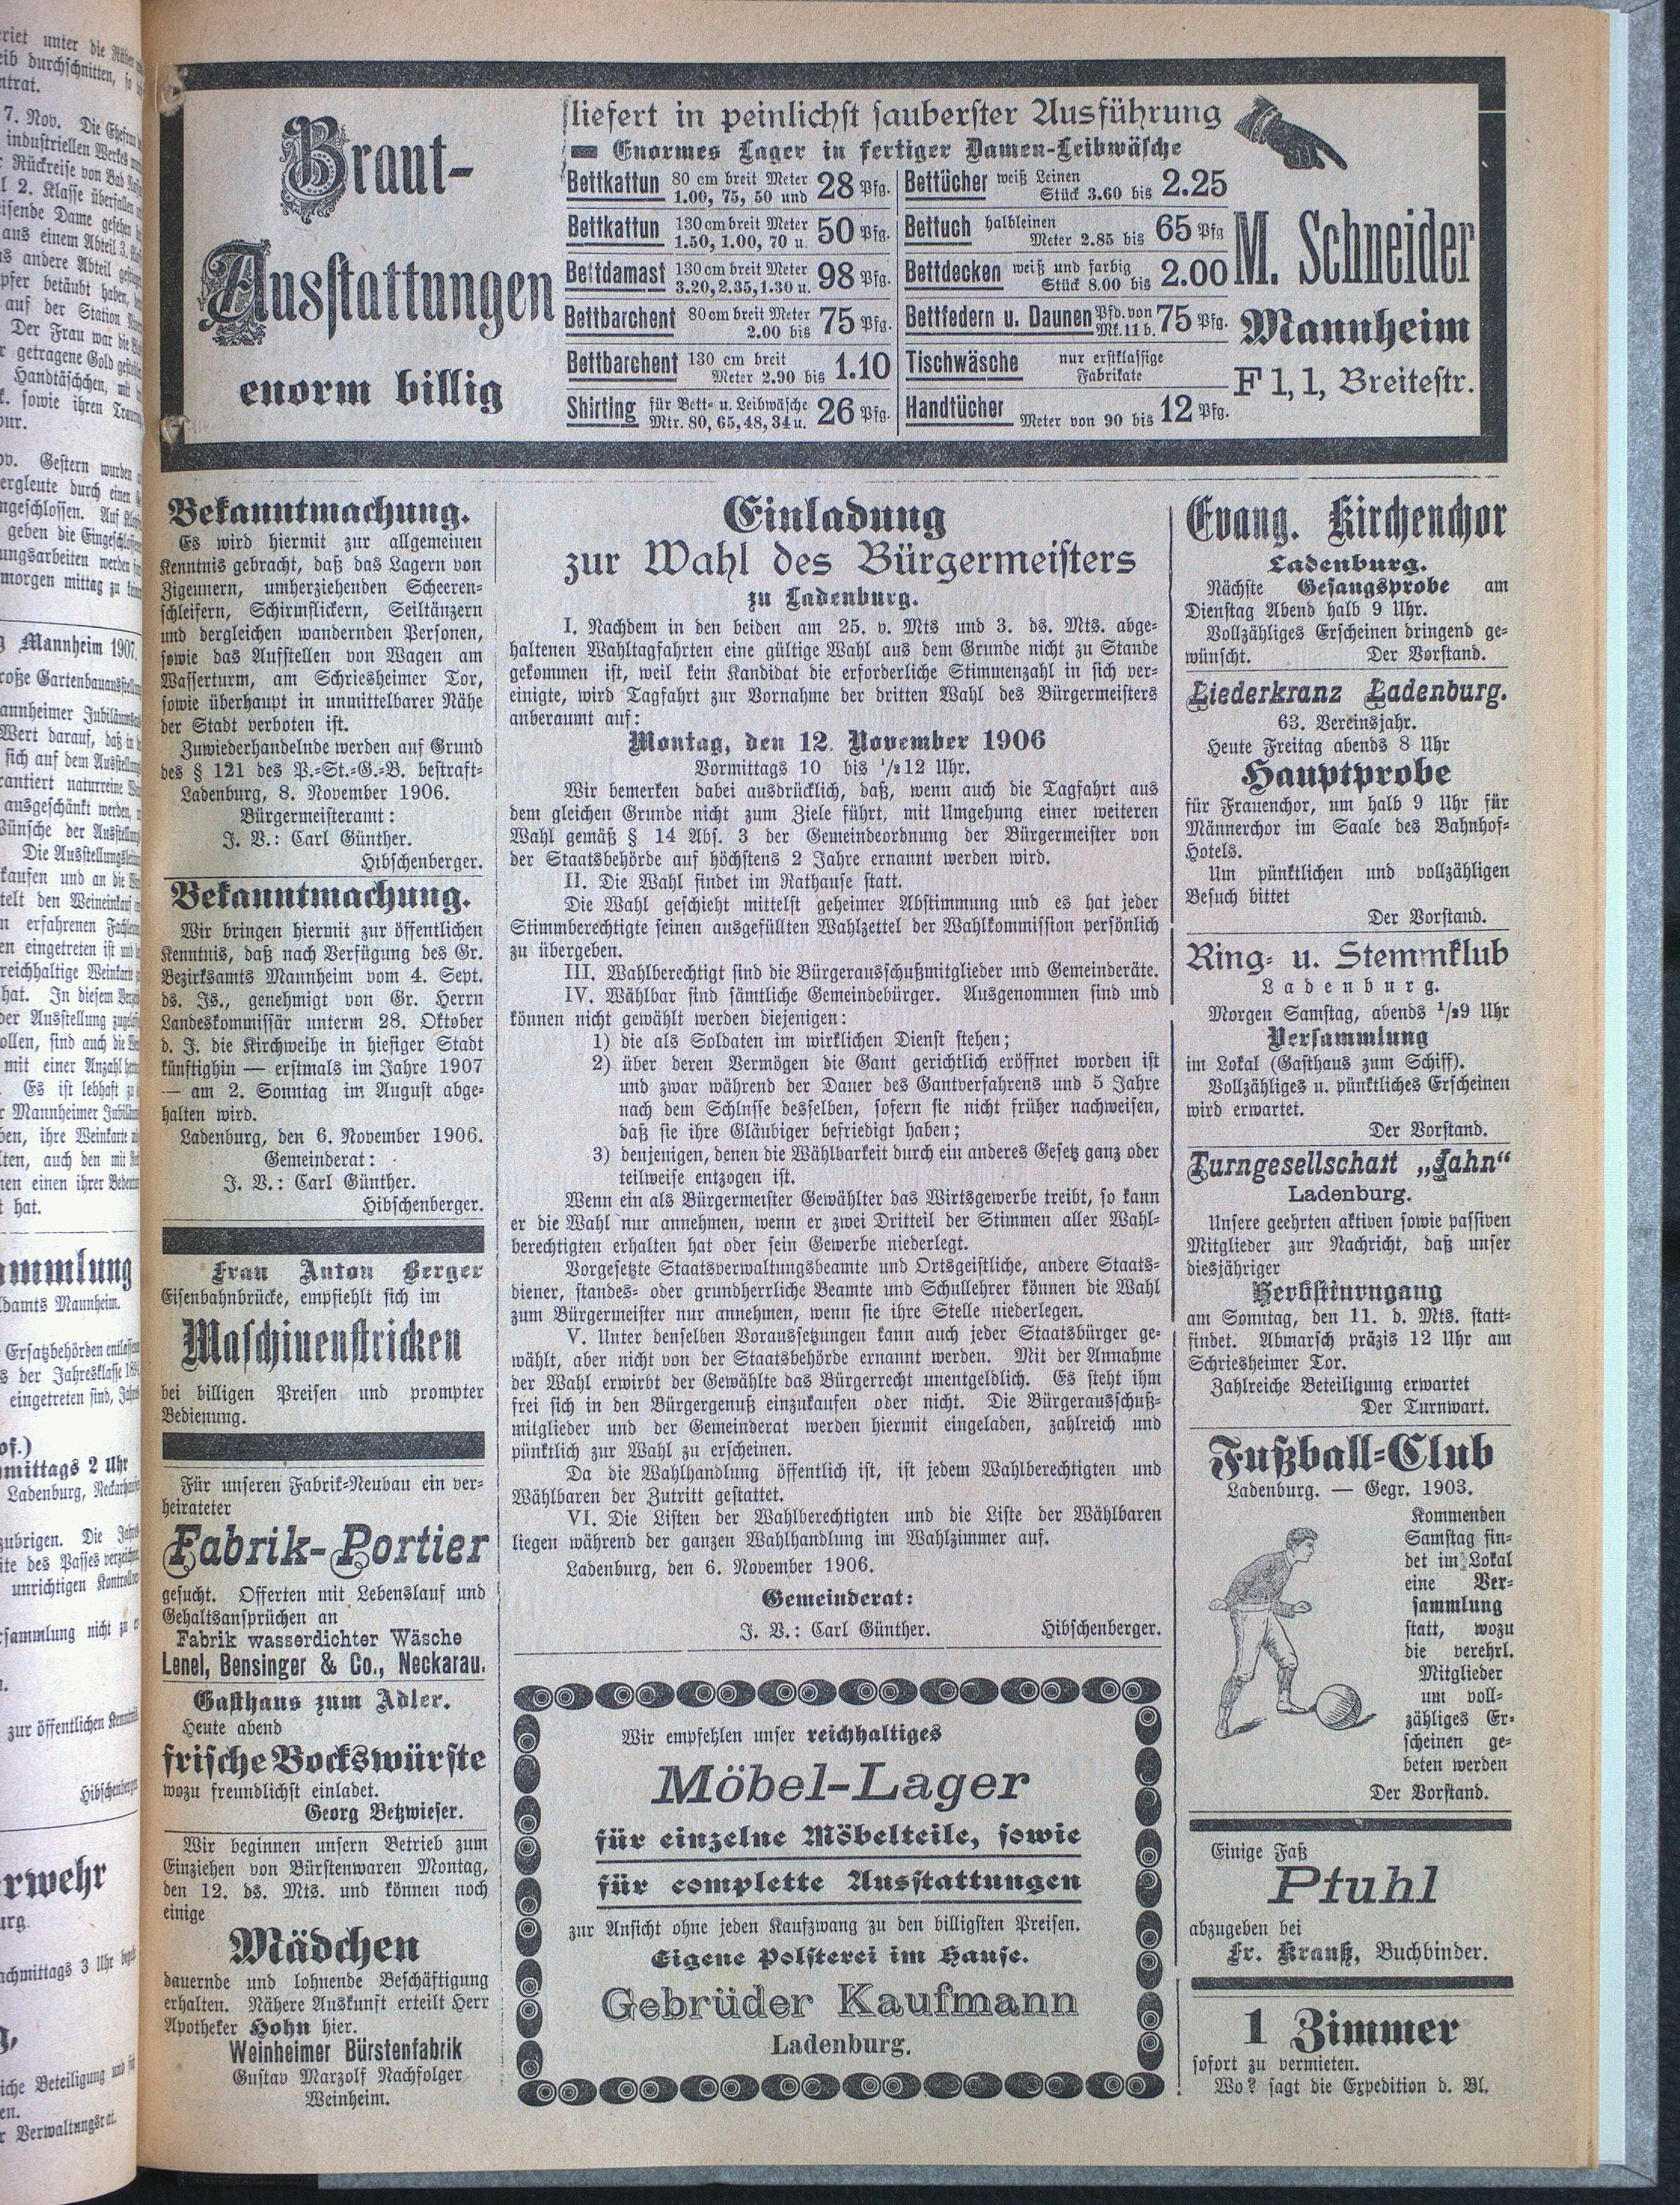 Braut-
Ausstattungen
enorm billig
liefert in peinlichst sauberster Ausführung
Enormes Lager in fertiger Damen-Leibwäsche
Bettkattun 80 cm breit Meter 1.00, 75, 50 und 28 Pfg.
Bettkattun 130 cm breit Meter 1.50, 1.00, 70 u. 50 Pfg.
Bettdamast 130 cm breit Meter 3.20, 2.35, 1.30 u. 98 Pfg.
Bettbarchent 80 cm breit Meter 2.00 bis 75 Pfg.
Bettbarchent 130 cm breit Meter 2.90 bis 1.10
Shirting für Bett- u. Leibwäsche Mtr. 80, 65, 48, 34 u. 26 Pfg.
Bettücher weiß Leinen Stück 3.60 bis 2.25
Bettuch halbleinen Meter 2.85 bis 65 Pfg
Bettdecken weiß und farbig Stück 8.00 bis 2.00
Bettfedern u. Daunen Pfd. von Mk. 11 b. 75 Pfg.
Tischwäsche nur erstklassige Fabrikate
Handtücher Meter von 90 bis 12 Pfg.
M. Schneider
Mannheim
F 1, 1, Breitestr.
Bekanntmachung.
Es wird hiermit zur allgemeinen
Kenntnis gebracht, daß das Lagern von
Zigeunern, umherziehenden Scheeren-
schleifern, Schirmflickern, Seiltänzern
und dergleichen wandernden Personen,
sowie das Aufstellen von Wagen am
Wasserturm, am Schriesheimer Tor,
sowie überhaupt in unmittelbarer Nähe
der Stadt verboten ist.
Zuwiederhandelnde werden auf Grund
des § 121 des P.-St.-G.-B. bestraft-
Ladenburg, 8. November 1906.
Bürgermeisteramt:
J. V.: Carl Günther.
Hibschenberger.
Bekanntmachung.
Wir bringen hiermit zur öffentlichen
Kenntnis, daß nach Verfügung des Gr.
Bezirksamts Mannheim vom 4. Sept.
ds. Js., genehmigt von Gr. Herrn
Landeskommissär unterm 28. Oktober
d. J. die Kirchweihe in hiesiger Stadt
künftighin — erstmals im Jahre 1907
— am 2. Sonntag im August abge-
halten wird.
Ladenburg, den 6. November 1906.
Gemeinderat:
J. V.: Carl Günther.
Hibschenberger.
Frau Anton Berger
Eisenbahnbrücke, empfiehlt sich im
Maschinenstricken
bei billigen Preisen und prompter
Bedienung.
Für unseren Fabrik-Neubau ein ver-
heirateter
Fabrik-Portier
gesucht. Offerten mit Lebenslauf und
Gehaltsansprüchen an
Fabrik wasserdichter Wäsche
Lenel, Bensinger & Co., Neckarau.
Gasthaus zum Adler.
Heute abend
frische Bockswürste
wozu freundlichst einladet.
Georg Betzwieser.
Wir beginnen unsern Betrieb zum
Einziehen von Bürstenwaren Montag,
den 12. ds. Mts. und können noch
einige
Mädchen
dauernde und lohnende Beschäftigung
erhalten. Nähere Auskunft erteilt Herr
Apotheker Hohn hier.
Weinheimer Bürstenfabrik
Gustav Marzolf Nachfolger
Weinheim.
Einladung
zur Wahl des Bürgermeisters
zu Ladenburg.
I. Nachdem in den beiden am 25. v. Mts und 3. ds. Mts. abge-
haltenen Wahltagfahrten eine gültige Wahl aus dem Grunde nicht zu Stande
gekommen ist, weil kein Kandidat die erforderliche Stimmenzahl in sich ver-
einigte, wird Tagfahrt zur Vornahme der dritten Wahl des Bürgermeisters
anberaumt auf:
Montag, den 12. November 1906
Vormittags 10 bis 1/212 Uhr.
Wir bemerken dabei ausdrücklich, daß, wenn auch die Tagfahrt aus
dem gleichen Grunde nicht zum Ziele führt, mit Umgehung einer weiteren
Wahl gemäß § 14 Abs. 3 der Gemeindeordnung der Bürgermeister von
der Staatsbehörde auf höchstens 2 Jahre ernannt werden wird.
II. Die Wahl findet im Rathause statt.
Die Wahl geschieht mittelst geheimer Abstimmung und es hat jeder
Stimmberechtigte seinen ausgefüllten Wahlzettel der Wahlkommission persönlich
zu übergeben.
III. Wahlberechtigt sind die Bürgerausschußmitglieder und Gemeinderäte.
IV. Wählbar sind sämtliche Gemeindebürger. Ausgenommen sind und
können nicht gewählt werden diejenigen:
1) die als Soldaten im wirklichen Dienst stehen;
2) über deren Vermögen die Gant gerichtlich eröffnet worden ist
und zwar während der Dauer des Gantverfahrens und 5 Jahre
nach dem Schlnsse desselben, sofern sie nicht früher nachweisen,
daß sie ihre Gläubiger befriedigt haben;
3) denjenigen, denen die Wählbarkeit durch ein anderes Gesetz ganz oder
teilweise entzogen ist.
Wenn ein als Bürgermeister Gewählter das Wirtsgewerbe treibt, so kann
er die Wahl nur annehmen, wenn er zwei Dritteil der Stimmen aller Wahl-
berechtigten erhalten hat oder sein Gewerbe niederlegt.
Vorgesetzte Staatsverwaltungsbeamte und Ortsgeistliche, andere Staats-
diener, standes- oder grundherrliche Beamte und Schullehrer können die Wahl
zum Bürgermeister nur annehmen, wenn sie ihre Stelle niederlegen.
V. Unter denselben Voraussetzungen kann auch jeder Staatsbürger ge-
wählt, aber nicht von der Staatsbehörde ernannt werden. Mit der Annahme
der Wahl erwirbt der Gewählte das Bürgerrecht unentgeldlich. Es steht ihm
frei sich in den Bürgergenuß einzukaufen oder nicht. Die Bürgerausschuß-
mitglieder und der Gemeinderat werden hiermit eingeladen, zahlreich und
pünktlich zur Wahl zu erscheinen.
Da die Wahlhandlung öffentlich ist, ist jedem Wahlberechtigten und
Wählbaren der Zutritt gestattet.
VI. Die Listen der Wahlberechtigten und die Liste der Wählbaren
liegen während der ganzen Wahlhandlung im Wahlzimmer auf.
Ladenburg, den 6. November 1906.
Gemeinderat:
J. V.: Carl Günther. Hibschenberger.
Wir empfehlen unser reichhaltiges
Möbel-Lager
für einzelne Möbelteile, sowie
für complette Ausstattungen
zur Ansicht ohne jeden Kaufzwang zu den billigsten Preisen.
Eigene Polsterei im Hause.
Gebrüder Kaufmann
Ladenburg.
Evang. Kirchenchor
Ladenburg.
Nächste Gesangsprobe am
Dienstag Abend halb 9 Uhr.
Vollzähliges Erscheinen dringend ge-
wünscht. Der Vorstand.
Liederkranz Ladenburg.
63. Vereinsjahr.
Heute Freitag abends 8 Uhr
Hauptprobe
für Frauenchor, um halb 9 Uhr für
Männerchor im Saale des Bahnhof-
Hotels.
Um pünktlichen und vollzähligen
Besuch bittet
Der Vorstand.
Ring- u. Stemmklub
Ladenburg.
Morgen Samstag, abends 1/29 Uhr
Versammlung
im Lokal (Gasthaus zum Schiff).
Vollzähliges u. pünktliches Erscheinen
wird erwartet.
Der Vorstand.
Turngesellschaft „Jahn“
Ladenburg.
Unsere geehrten aktiven sowie passiven
Mitglieder zur Nachricht, daß unser
diesjähriger
Herbstturngang
am Sonntag, den 11. d. Mts. statt-
findet. Abmarsch präzis 12 Uhr am
Schriesheimer Tor.
Zahlreiche Beteiligung erwartet
Der Turnwart.
Fußball-Club
Ladenburg. — Gegr. 1903.
Kommenden
Samstag fin-
det im Lokal
eine Ver-
sammlung
statt, wozu
die verehrl.
Mitglieder
um voll-
zähliges Er-
scheinen ge-
beten werden
Der Vorstand.
Einige Faß
Pfuhl
abzugeben bei
Fr. Krauß, Buchbinder.
1 Zimmer
sofort zu vermieten.
Wo? sagt die Expedition d. Bl.